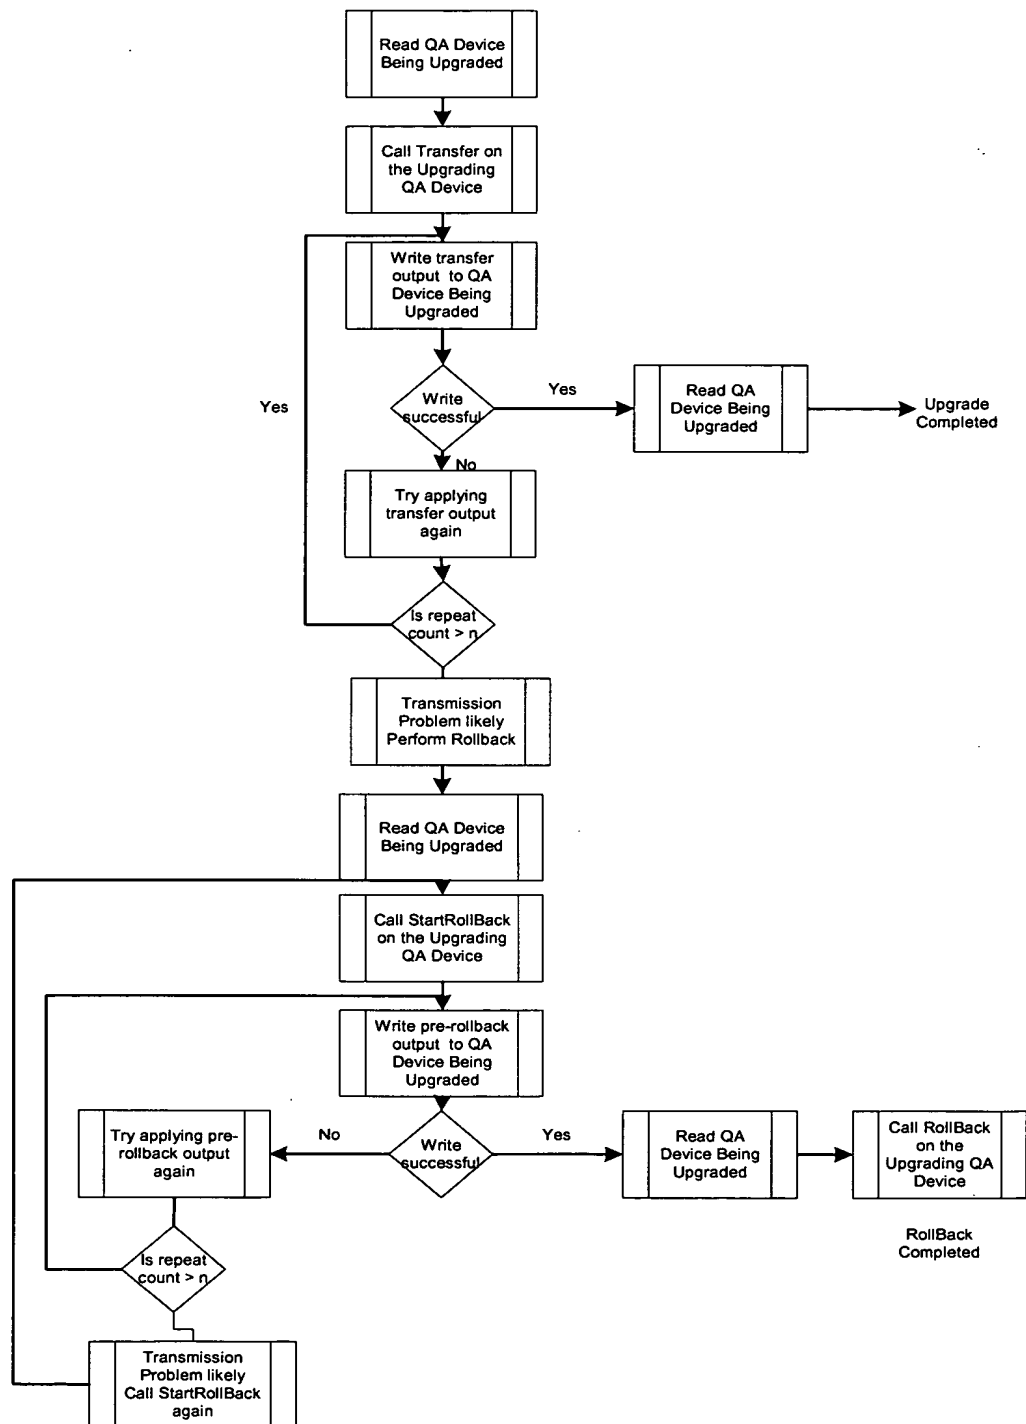 Read QA Device
Being Upgraded
Call Transfer on
the Upgrading
QA Device
Write transfer
output to QA
Device Being
Upgraded
Yes
Write
successful
Yes
Read QA
Device Being
Upgraded
Upgrade
Completed
No
Try applying
transfer output
again
Is repeat
count > n
Transmission
Problem likely
Perform Rollback
Read QA Device
Being Upgraded
Call StartRollBack
on the Upgrading
QA Device
Write pre-rollback
output to QA
Device Being
Upgraded
Try applying pre-
rollback output
again
No
Write
successful
Yes
Read QA
Device Being
Upgraded
Call RollBack
on the
Upgrading QA
Device
RollBack
Completed
Is repeat
count > n
Transmission
Problem likely
Call StartRollBack
again